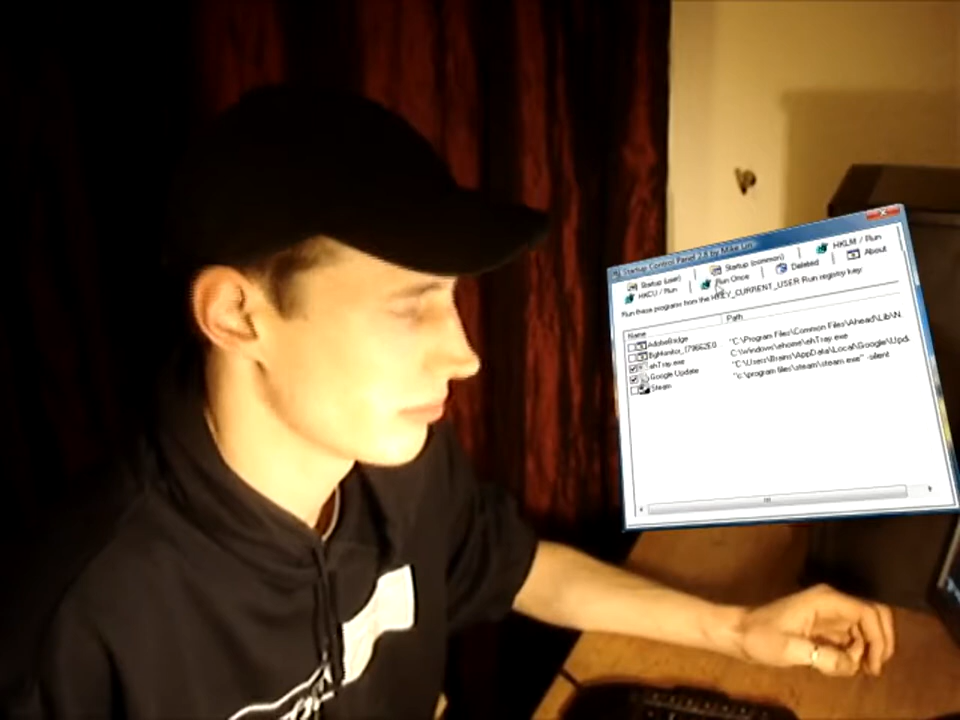 Startup Control Panel 2.8 by Mike Lin
Startup (user) Startup (common) HKLM / Run
HKCU / Run Run Once Deleted About
Run these programs from the HKEY_CURRENT_USER Run registry key:
Name Path
AdobeBridge
BgMonitor_{79662E0 "C:\Program Files\Common Files\Ahead\Lib\N
ehTray.exe C:\Windows\ehome\ehTray.exe
Google Update "C:\Users\Brains\AppData\Local\Google\Upd
Steam "c:\program files\steam\steam.exe" -silent